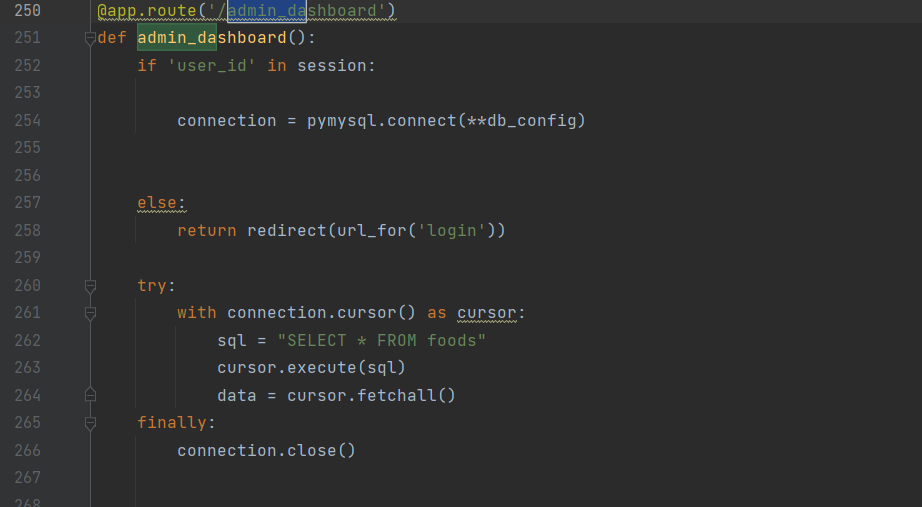 250 @app.route('/admin_dashboard')
251 def admin_dashboard():
252 if 'user_id' in session:
253
254 connection = pymysql.connect(**db_config)
255
256
257 else:
258 return redirect(url_for('login'))
259
260 try:
261 with connection.cursor() as cursor:
262 sql = "SELECT * FROM foods"
263 cursor.execute(sql)
264 data = cursor.fetchall()
265 finally:
266 connection.close()
267
268